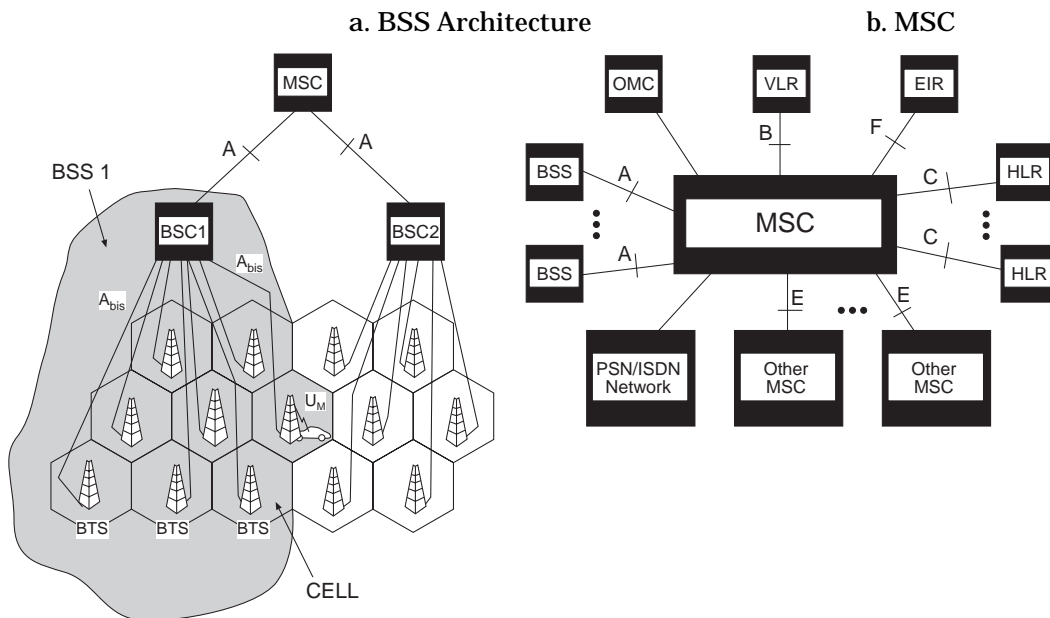 a. BSS Architecture
MSC
A
A
BSS 1
BSC1
BSC2
Abis
Abis
UM
BTS
BTS
BTS
CELL
b. MSC
OMC
VLR
EIR
B
F
BSS
A
C
HLR
MSC
BSS
A
C
HLR
E
E
PSN/ISDN
Network
Other
MSC
Other
MSC